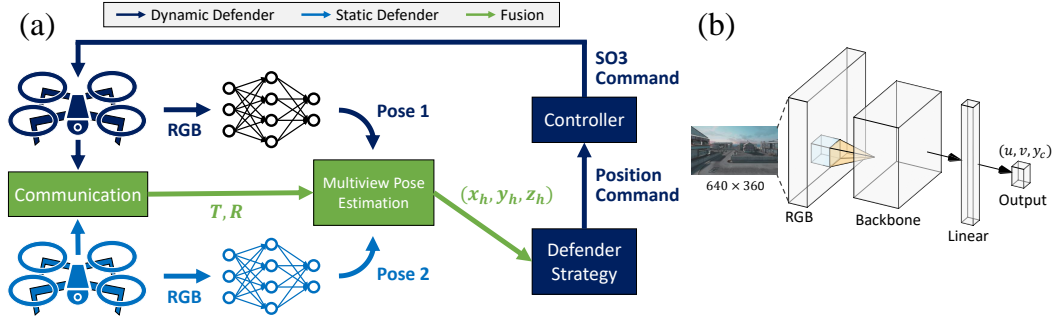 Dynamic Defender
Static Defender
Fusion
(a)
(b)
SO3
Command
RGB
Pose 1
Controller
Communication
T, R
Multiview Pose
Estimation
(x_h, y_h, z_h)
Position
Command
RGB
Pose 2
Defender
Strategy
640 × 360
RGB
Backbone
Linear
(u, v, y_c)
Output